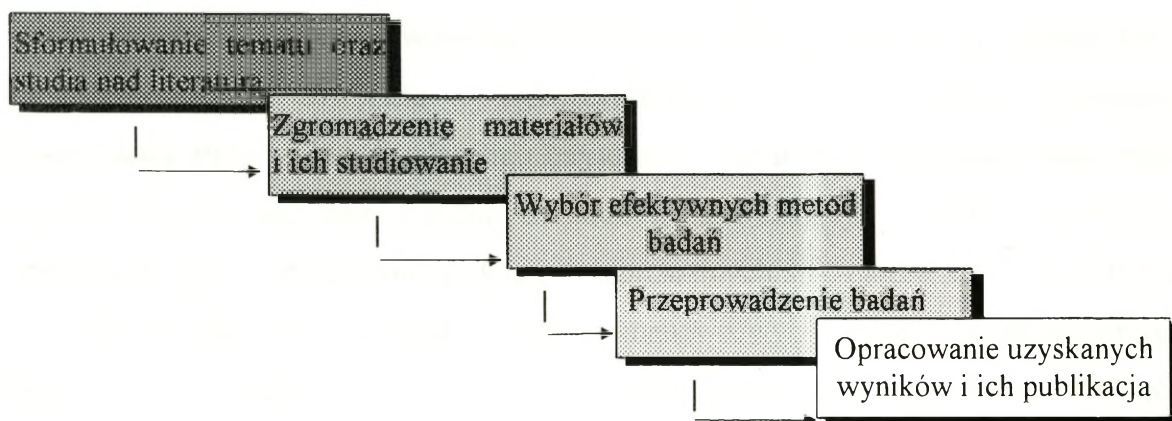 Sformułowanie tematu oraz
studia nad literatura
Zgromadzenie materiałów
i ich studiowanie
Wybór efektywnych metod
badań
Przeprowadzenie badań
Opracowanie uzyskanych
wyników i ich publikacja